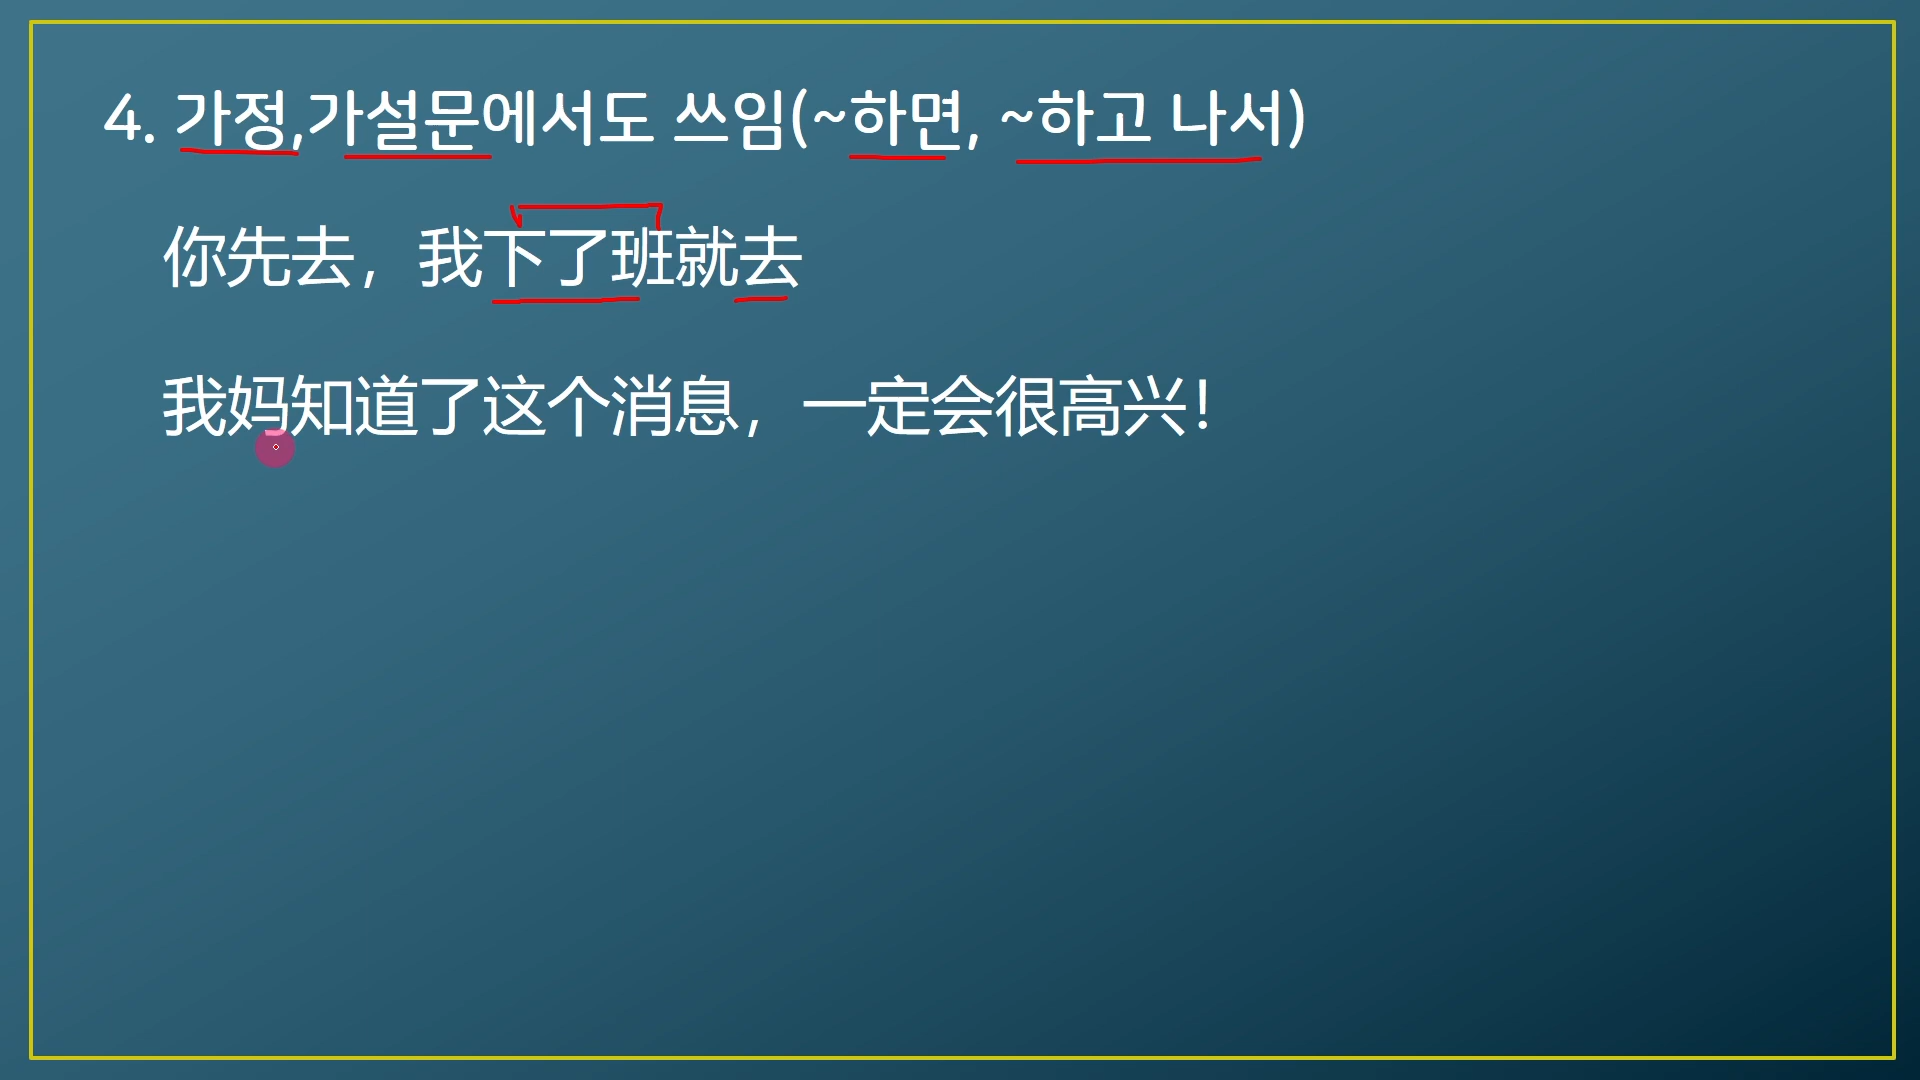 4. 가정,가설문에서도 쓰임(~하면, ~하고 나서)
你先去，我下了班就去
我妈知道了这个消息，一定会很高兴！